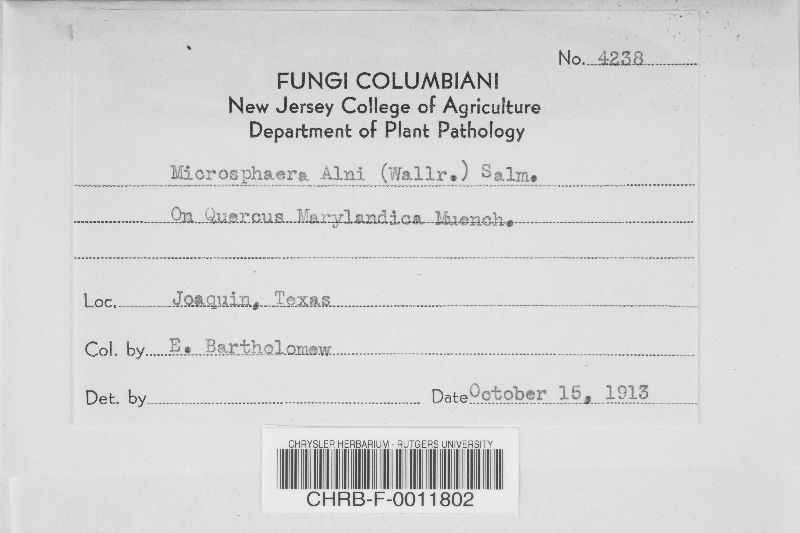 No. 4238
FUNGI COLUMBIANI
New Jersey College of Agriculture
Department of Plant Pathology
Microsphaera Alni (Wallr.) Salm.
On Quercus Marylandica Muench.
Loc. Joaquin, Texas
Col. by E. Bartholomew
Det. by Date October 15, 1913
CHRYSLER HERBARIUM - RUTGERS UNIVERSITY
CHRB-F-0011802